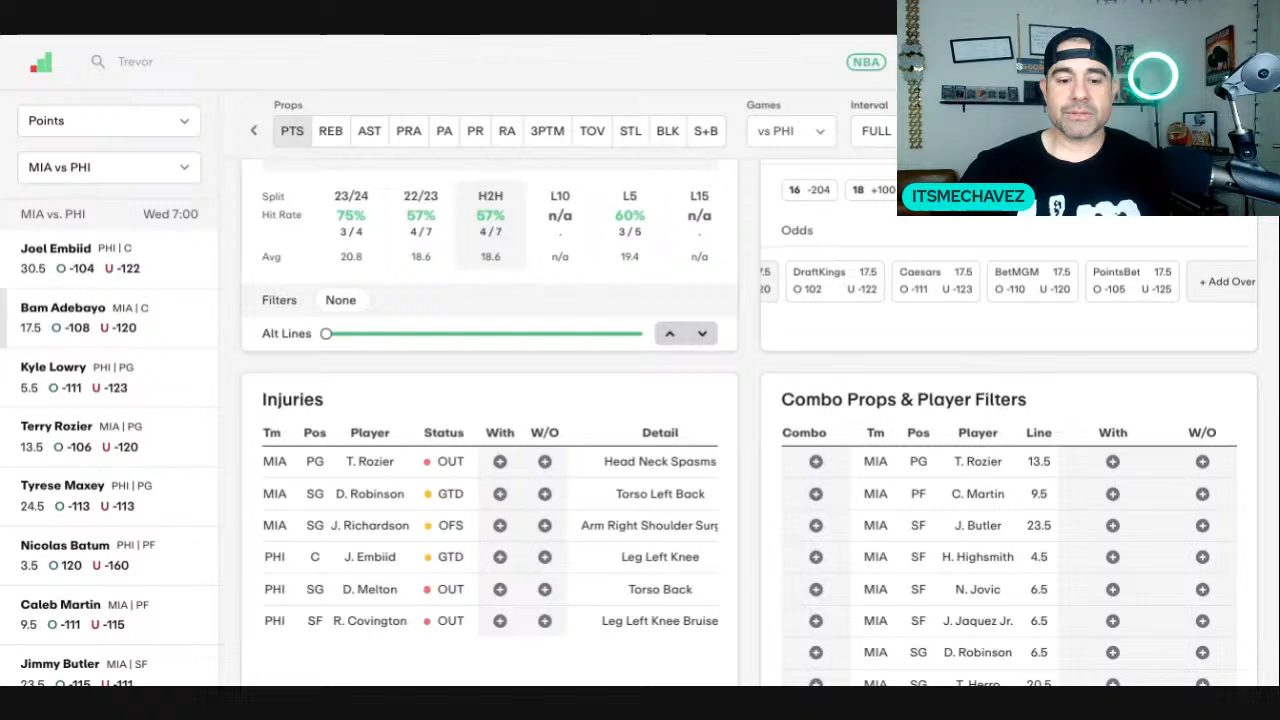 Trevor
NBA
Points
MIA vs PHI
Props
PTS REB AST PRA PA PR RA 3PTM TOV STL BLK S+B
Games
vs PHI
Interval
FULL
ITSMECHAVEZ
MIA vs. PHI Wed 7:00
Joel Embiid PHI | C
30.5 O -104 U -122
Bam Adebayo MIA | C
17.5 O -108 U -120
Kyle Lowry PHI | PG
5.5 O -111 U -123
Terry Rozier MIA | PG
13.5 O -106 U -120
Tyrese Maxey PHI | PG
24.5 O -113 U -113
Nicolas Batum PHI | PF
3.5 O 120 U -160
Caleb Martin MIA | PF
9.5 O -111 U -115
Jimmy Butler MIA | SF
23.5 O -115 U -111
Split 23/24 22/23 H2H L10 L5 L15
Hit Rate 75% 57% 57% n/a 60% n/a
3 / 4 4 / 7 4 / 7 . 3 / 5 .
Avg 20.8 18.6 18.6 n/a 19.4 n/a
Filters None
Alt Lines
16 -204 18 +100
Odds
7.5 DraftKings 17.5 Caesars 17.5 BetMGM 17.5 PointsBet 17.5
20 O 102 U -122 O -111 U -123 O -110 U -120 O -105 U -125
+ Add Over
Injuries
Tm Pos Player Status With W/O Detail
MIA PG T. Rozier OUT Head Neck Spasms
MIA SG D. Robinson GTD Torso Left Back
MIA SG J. Richardson OFS Arm Right Shoulder Surg
PHI C J. Embiid GTD Leg Left Knee
PHI SG D. Melton OUT Torso Back
PHI SF R. Covington OUT Leg Left Knee Bruise
Combo Props & Player Filters
Combo Tm Pos Player Line With W/O
MIA PG T. Rozier 13.5
MIA PF C. Martin 9.5
MIA SF J. Butler 23.5
MIA SF H. Highsmith 4.5
MIA SF N. Jovic 6.5
MIA SF J. Jaquez Jr. 6.5
MIA SG D. Robinson 6.5
MIA SG T. Herro 20.5